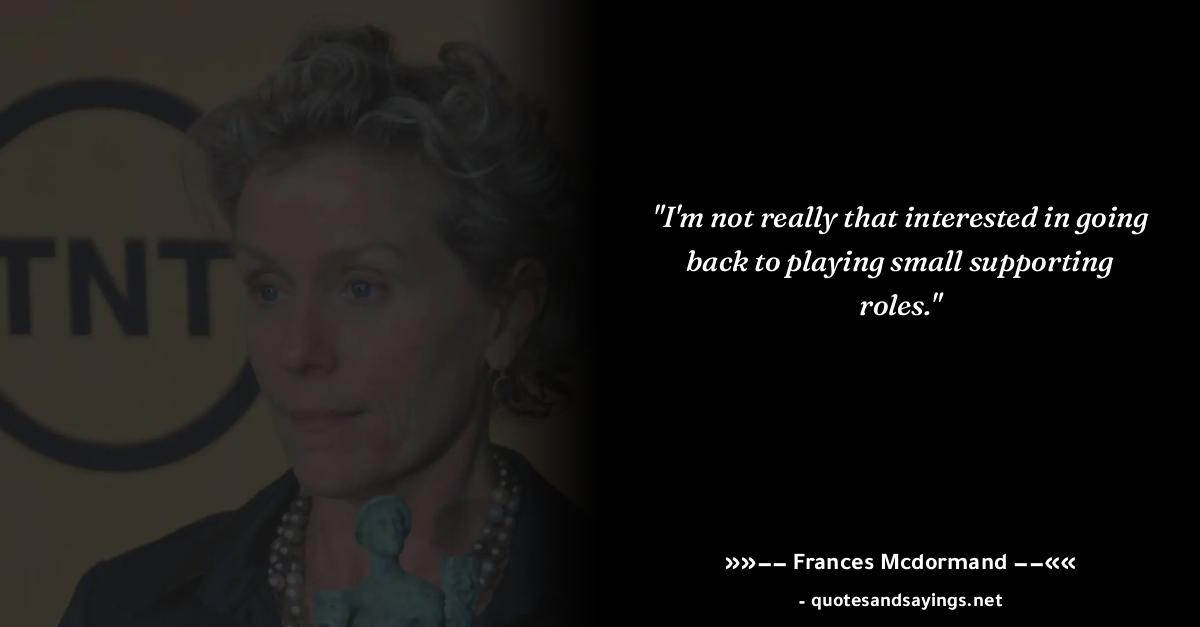 TNT
"I'm not really that interested in going
back to playing small supporting
roles."
»»−− Frances Mcdormand −−««
- quotesandsayings.net